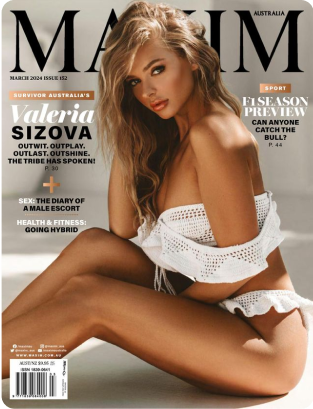 MAXIM
AUSTRALIA
MARCH 2024 ISSUE 152
SURVIVOR AUSTRALIA'S
Valeria
SIZOVA
OUTWIT. OUTPLAY.
OUTLAST. OUTSHINE.
THE TRIBE HAS SPOKEN!
P. 50
+
SEX: THE DIARY OF
A MALE ESCORT
HEALTH & FITNESS:
GOING HYBRID
SPORT
F1 SEASON
PREVIEW
CAN ANYONE
CATCH THE
BULL?
P. 44
WWW.MAXIM.COM.AU